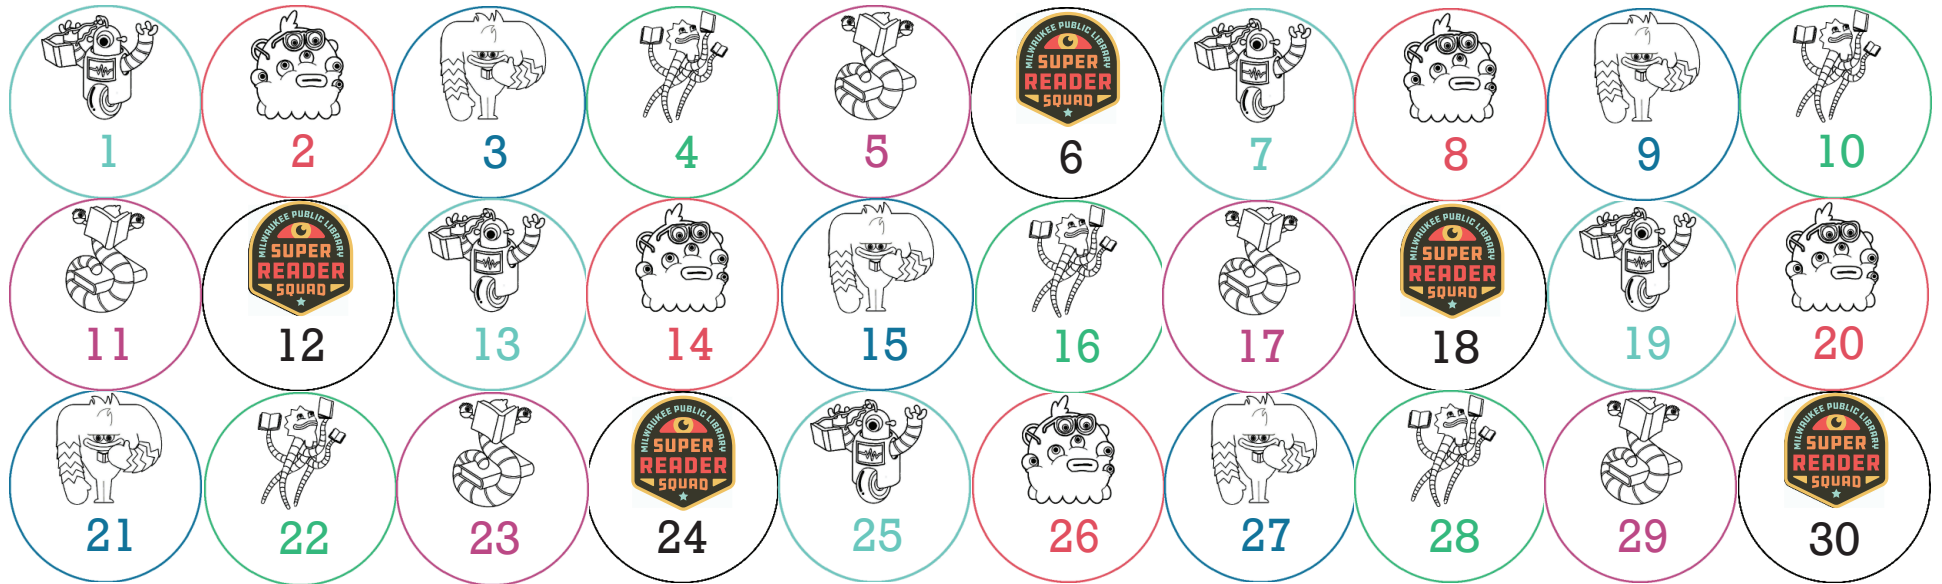 1 2 3 4 5 6 7 8 9 10
MILWAUKEE PUBLIC LIBRARY
SUPER
READER
SQUAD
MILWAUKEE PUBLIC LIBRARY
SUPER
READER
SQUAD
MILWAUKEE PUBLIC LIBRARY
SUPER
READER
SQUAD
11 12 13 14 15 16 17 18 19 20
MILWAUKEE PUBLIC LIBRARY
SUPER
READER
SQUAD
MILWAUKEE PUBLIC LIBRARY
SUPER
READER
SQUAD
21 22 23 24 25 26 27 28 29 30